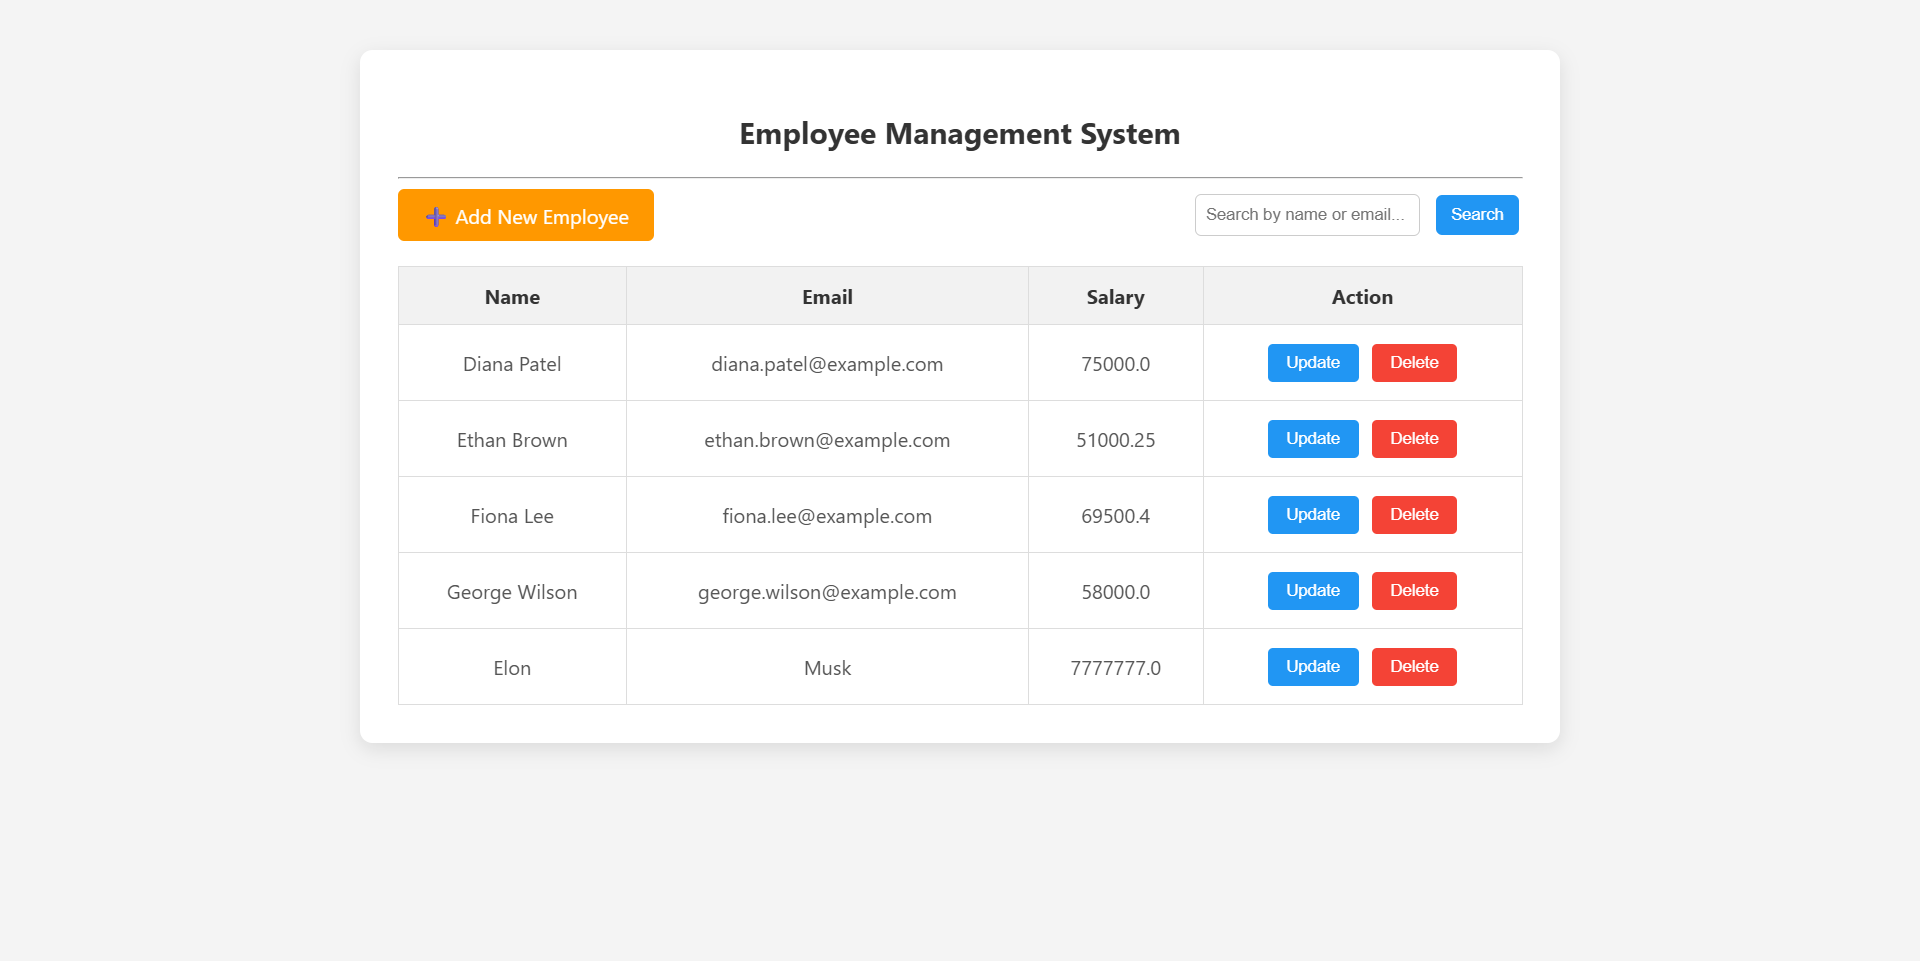 Employee Management System
➕ Add New Employee
Search by name or email...
Search
Name Email Salary Action
Diana Patel diana.patel@example.com 75000.0 Update Delete
Ethan Brown ethan.brown@example.com 51000.25 Update Delete
Fiona Lee fiona.lee@example.com 69500.4 Update Delete
George Wilson george.wilson@example.com 58000.0 Update Delete
Elon Musk 7777777.0 Update Delete